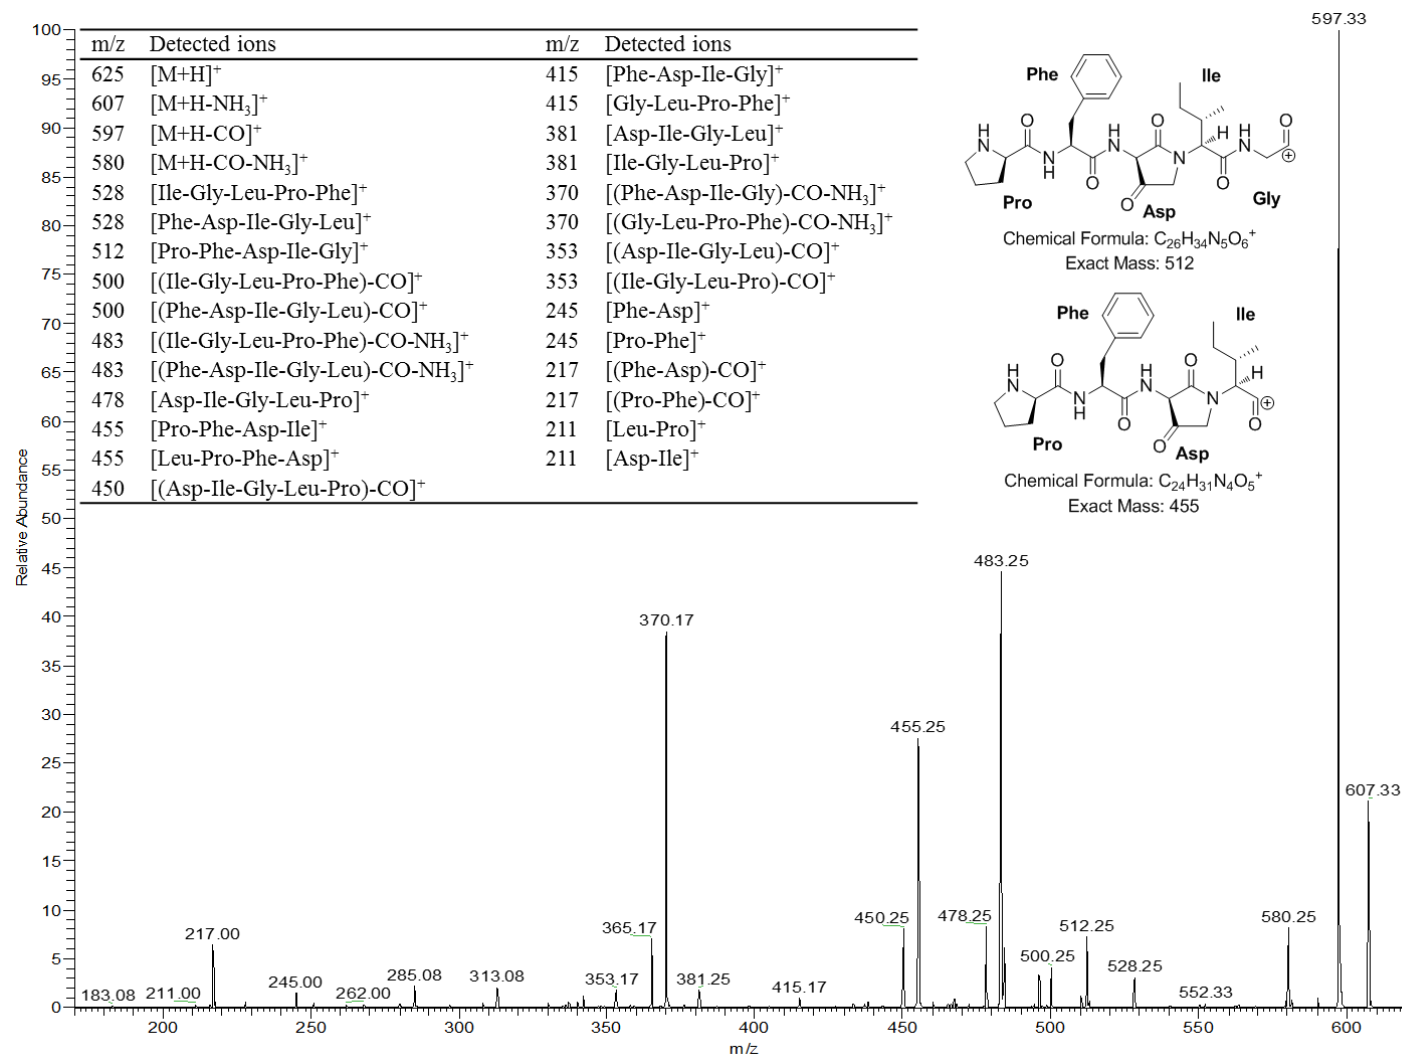 m/z Detected ions m/z Detected ions
625 [M+H]⁺ 415 [Phe-Asp-Ile-Gly]⁺
607 [M+H-NH₃]⁺ 415 [Gly-Leu-Pro-Phe]⁺
597 [M+H-CO]⁺ 381 [Asp-Ile-Gly-Leu]⁺
580 [M+H-CO-NH₃]⁺ 381 [Ile-Gly-Leu-Pro]⁺
528 [Ile-Gly-Leu-Pro-Phe]⁺ 370 [(Phe-Asp-Ile-Gly)-CO-NH₃]⁺
528 [Phe-Asp-Ile-Gly-Leu]⁺ 370 [(Gly-Leu-Pro-Phe)-CO-NH₃]⁺
512 [Pro-Phe-Asp-Ile-Gly]⁺ 353 [(Asp-Ile-Gly-Leu)-CO]⁺
500 [(Ile-Gly-Leu-Pro-Phe)-CO]⁺ 353 [(Ile-Gly-Leu-Pro)-CO]⁺
500 [(Phe-Asp-Ile-Gly-Leu)-CO]⁺ 245 [Phe-Asp]⁺
483 [(Ile-Gly-Leu-Pro-Phe)-CO-NH₃]⁺ 245 [Pro-Phe]⁺
483 [(Phe-Asp-Ile-Gly-Leu)-CO-NH₃]⁺ 217 [(Phe-Asp)-CO]⁺
478 [Asp-Ile-Gly-Leu-Pro]⁺ 217 [(Pro-Phe)-CO]⁺
455 [Pro-Phe-Asp-Ile]⁺ 211 [Leu-Pro]⁺
455 [Leu-Pro-Phe-Asp]⁺ 211 [Asp-Ile]⁺
450 [(Asp-Ile-Gly-Leu-Pro)-CO]⁺
Phe Ile
H N O H N O H H N O
N H O O N O ⊕
Pro Asp Gly
Chemical Formula: C₂₆H₃₄N₅O₆⁺
Exact Mass: 512
Phe Ile
H N O H N O H
N H O O N O ⊕
Pro Asp
Chemical Formula: C₂₄H₃₁N₄O₅⁺
Exact Mass: 455
Relative Abundance
100
95
90
85
80
75
70
65
60
55
50
45
40
35
30
25
20
15
10
5
0
597.33
483.25
370.17
455.25
607.33
450.25
478.25
580.25
365.17
217.00
512.25
500.25
528.25
285.08
313.08
353.17
381.25
245.00
415.17
183.08
211.00
262.00
552.33
200 250 300 350 400 450 500 550 600
m/z